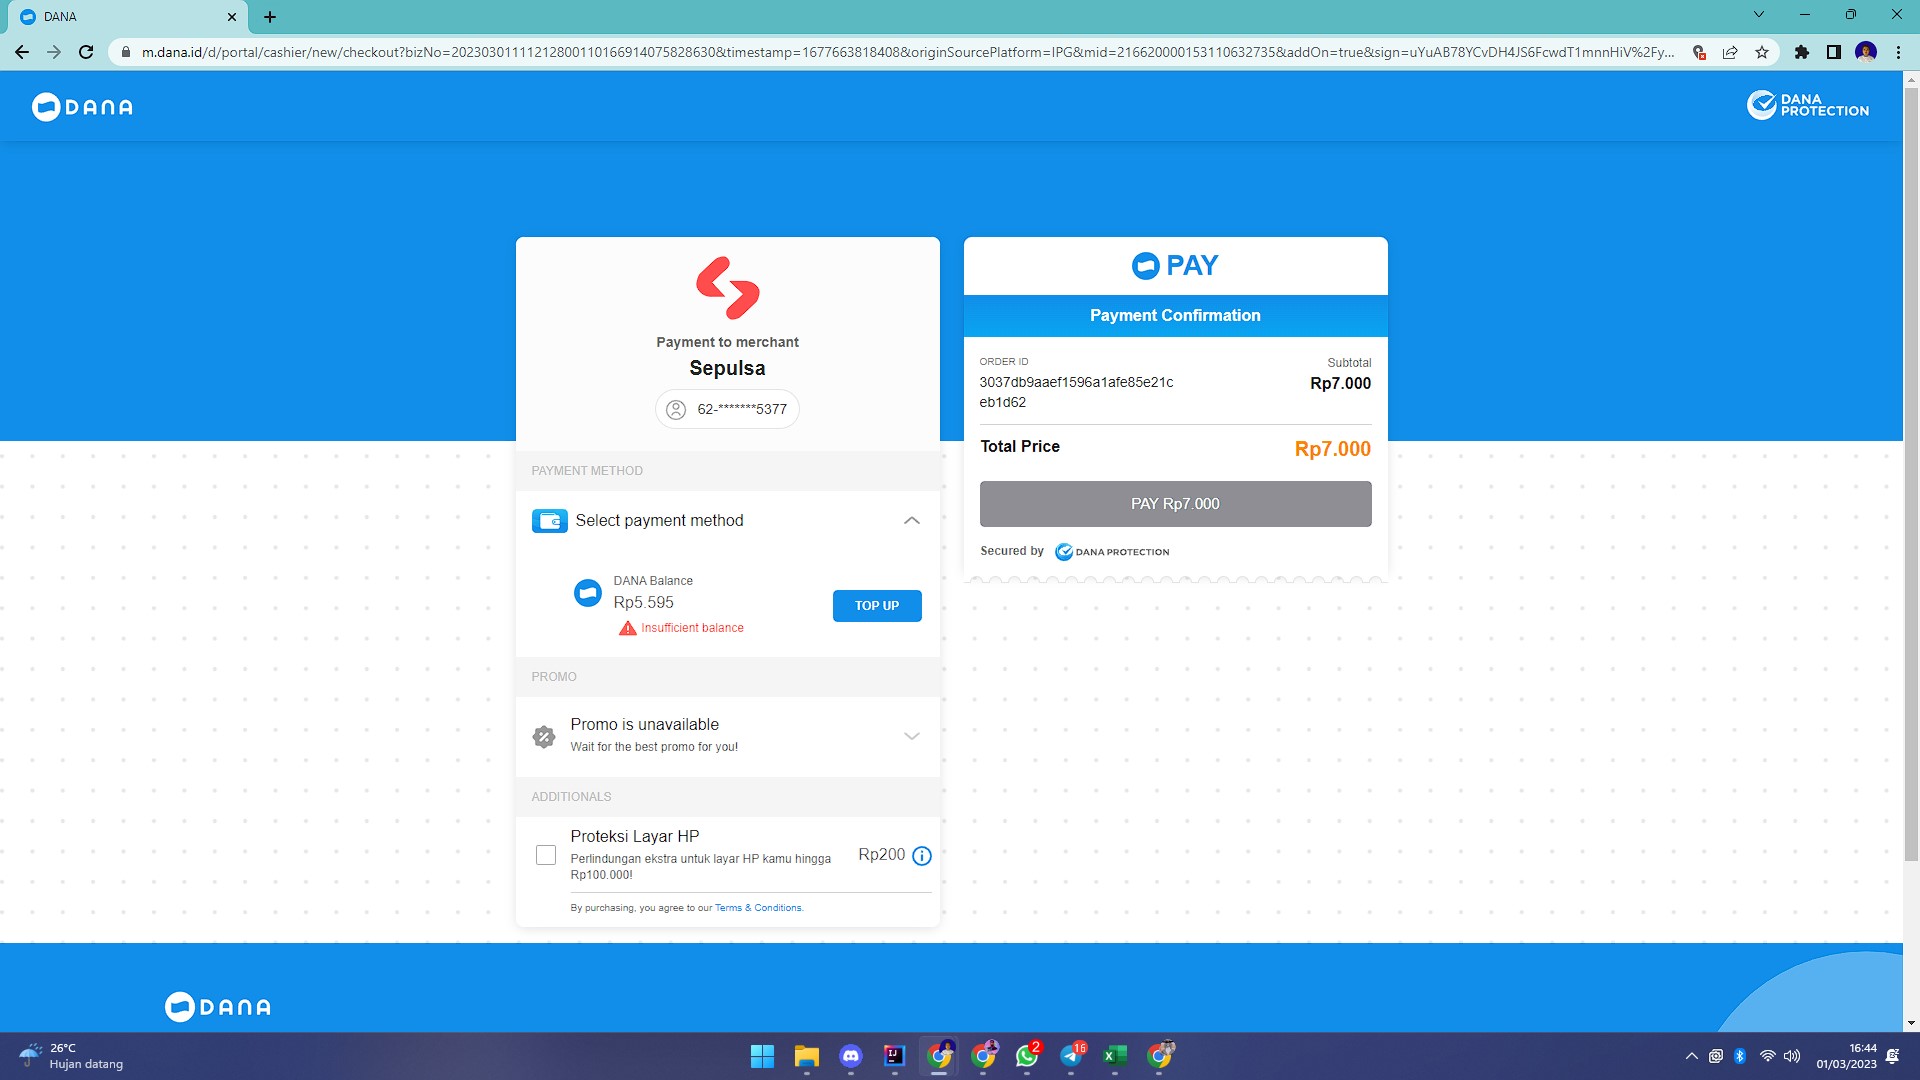 DANA
m.dana.id/d/portal/cashier/new/checkout?bizNo=20230301111212800110166914075828630&timestamp=1677663818408&originSourcePlatform=IPG&mid=216620000153110632735&addOn=true&sign=uYuAB78YCvDH4JS6FcwdT1mnnHiV%2Fy...
DANA
DANA
PROTECTION
Payment to merchant
Sepulsa
62-*******5377
PAYMENT METHOD
Select payment method
DANA Balance
Rp5.595
Insufficient balance
TOP UP
PROMO
Promo is unavailable
Wait for the best promo for you!
ADDITIONALS
Proteksi Layar HP
Perlindungan ekstra untuk layar HP kamu hingga
Rp100.000!
Rp200
By purchasing, you agree to our Terms & Conditions.
PAY
Payment Confirmation
ORDER ID
3037db9aaef1596a1afe85e21c
eb1d62
Subtotal
Rp7.000
Total Price
Rp7.000
PAY Rp7.000
Secured by DANA PROTECTION
DANA
26°C
Hujan datang
IJ
2
16
16:44
01/03/2023